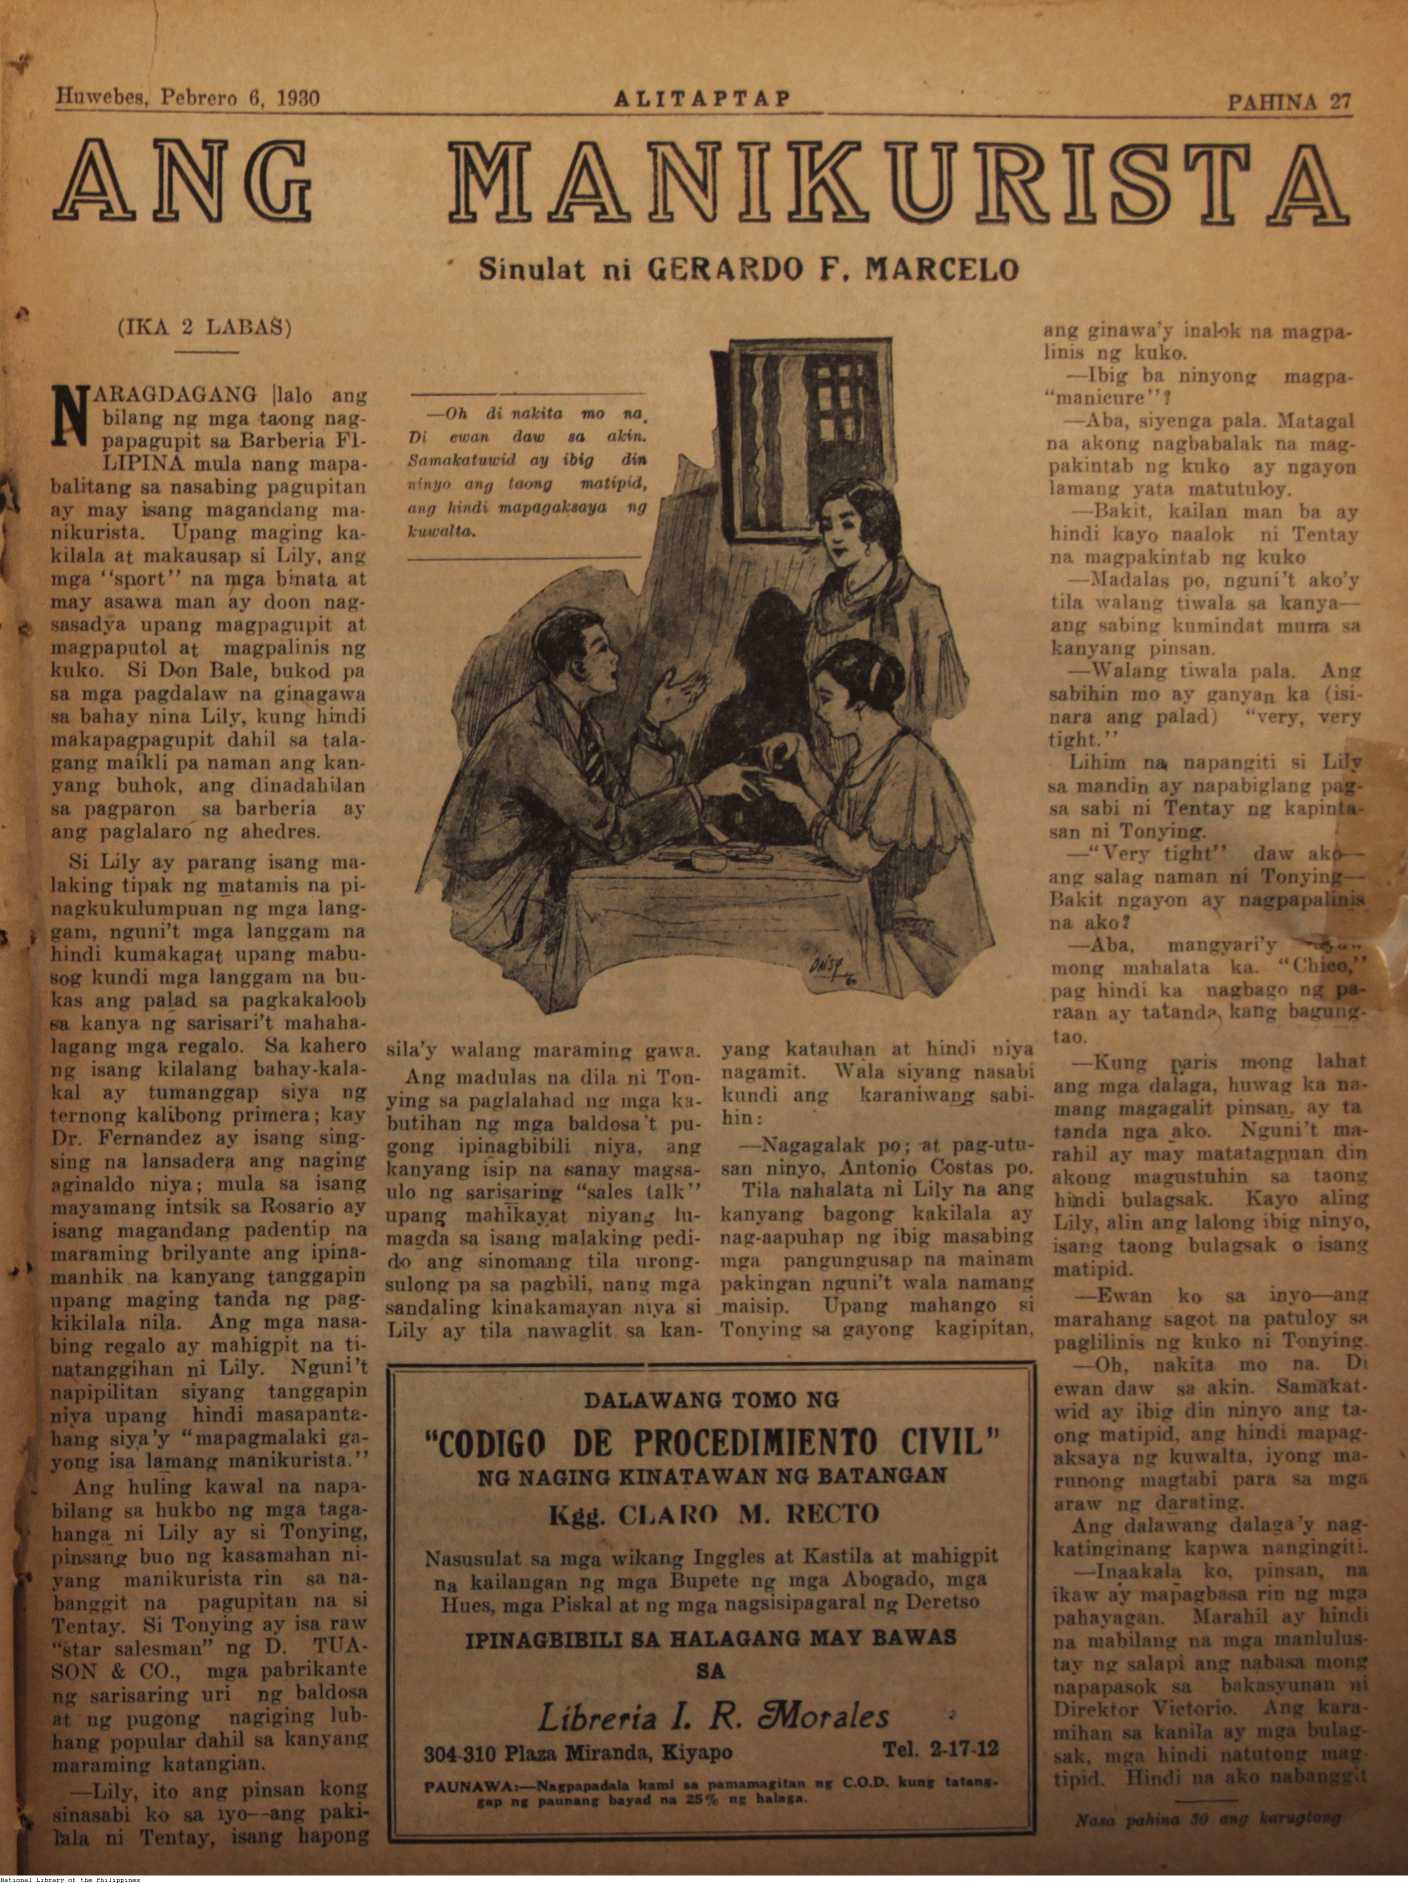 Huwebes, Pebrero 6, 1930
ALITAPTAP
PAHINA 27
ANG MANIKURISTA
Sinulat ni GERARDO F. MARCELO
(IKA 2 LABAS)
NARAGDAGANG lalo ang
bilang ng mga taong nag-
papagupit sa Barberia FI-
LIPINA mula nang mapa-
balitang sa nasabing pagupitan
ay may isang magandang ma-
nikurista. Upang maging ka-
kilala at makausap si Lily, ang
mga "sport" na mga binata at
may asawa man ay doon nag-
sasadya upang magpagupit at
magpaputol at magpalinis ng
kuko. Si Don Bale, bukod pa
sa mga pagdalaw na ginagawa
sa bahay nina Lily, kung hindi
makapagpagupit dahil sa tala-
gang maikli pa naman ang kan-
yang buhok, ang dinadahilan
sa pagparon sa barberia ay
ang paglalaro ng ahedres.
Si Lily ay parang isang ma-
laking tipak ng matamis na pi-
nagkukulumpuan ng mga lang-
gam, nguni't mga langgam na
hindi kumakagat upang mabu-
sog kundi mga langgam na bu-
kas ang palad sa pagkakaloob
sa kanya ng sarisari't mahaha-
lagang mga regalo. Sa kahero
ng isang kilalang bahay-kala-
kal ay tumanggap siya ng
ternong kalibong primera; kay
Dr. Fernandez ay isang sing-
sing na lansadera ang naging
aginaldo niya; mula sa isang
mayamang intsik sa Rosario ay
isang magandang padentip na
maraming brilyante ang ipina-
manhik na kanyang tanggapin
upang maging tanda ng pag-
kikilala nila. Ang mga nasa-
bing regalo ay mahigpit na ti-
natanggihan ni Lily. Nguni't
napipilitan siyang tanggapin
niya upang hindi masapanta-
hang siya'y "mapagmalaki ga-
yong isa lamang manikurista."
Ang huling kawal na napa-
bilang sa hukbo ng mga taga-
hanga ni Lily ay si Tonying,
pinsang buo ng kasamahan ni-
yang manikurista rin sa na-
banggit na pagupitan na si
Tentay. Si Tonying ay isa raw
"star salesman" ng D. TUA-
SON & CO., mga pabrikante
ng sarisaring uri ng baldosa
at ng pugong nagiging lub-
hang popular dahil sa kanyang
maraming katangian.
—Lily, ito ang pinsan kong
sinasabi ko sa iyo—ang paki-
lala ni Tentay, isang hapong
—Oh di nakita mo na.
Di ewan daw sa akin.
Samakatuwid ay ibig din
ninyo ang taong matipid,
ang hindi mapagaksaya ng
kuwalta.
sila'y walang maraming gawa.
Ang madulas na dila ni Ton-
ying sa paglalahad ng mga ka-
butihan ng mga baldosa't pu-
gong ipinagbibili niya, ang
kanyang isip na sanay magsa-
ulo ng sarisaring "sales talk"
upang mahikayat niyang lu-
magda sa isang malaking pedi-
do ang sinomang tila urong-
sulong pa sa pagbili, nang mga
sandaling kinakamayan niya si
Lily ay tila nawaglit sa kan-
yang katauhan at hindi niya
nagamit. Wala siyang nasabi
kundi ang karaniwang sabi-
hin:
—Nagagalak po; at pag-utu-
san ninyo, Antonio Costas po.
Tila nahalata ni Lily na ang
kanyang bagong kakilala ay
nag-aapuhap ng ibig masabing
mga pangungusap na mainam
pakingan nguni't wala namang
maisip. Upang mahango si
Tonying sa gayong kagipitan,
ang ginawa'y inalok na magpa-
linis ng kuko.
—Ibig ba ninyong magpa-
"manicure"?
—Aba, siyenga pala. Matagal
na akong nagbabalak na mag-
pakintab ng kuko ay ngayon
lamang yata matutuloy.
—Bakit, kailan man ba ay
hindi kayo naalok ni Tentay
na magpakintab ng kuko
—Madalas po, nguni't ako'y
tila walang tiwala sa kanya—
ang sabing kumindat muna sa
kanyang pinsan.
—Walang tiwala pala. Ang
sabihin mo ay ganyan ka (isi-
nara ang palad) "very, very
tight."
Lihim na napangiti si Lily
sa mandin ay napabiglang pag-
sa sabi ni Tentay ng kapinta-
san ni Tonying.
—"Very tight" daw ako—
ang salag naman ni Tonying—
Bakit ngayon ay nagpapalinis
na ako?
—Aba, mangyari'y
mong mahalata ka. "Chico,"
pag hindi ka nagbago ng pa-
raan ay tatanda kang bagung-
tao.
—Kung paris mong lahat
ang mga dalaga, huwag ka na-
mang magagalit pinsan, ay ta
tanda nga ako. Nguni't ma-
rahil ay may matatagpuan din
akong magustuhin sa taong
hindi bulagsak. Kayo aling
Lily, alin ang lalong ibig ninyo,
isang taong bulagsak o isang
matipid.
—Ewan ko sa inyo—ang
marahang sagot na patuloy sa
paglilinis ng kuko ni Tonying.
—Oh, nakita mo na. Di
ewan daw sa akin. Samakat-
wid ay ibig din ninyo ang ta-
ong matipid, ang hindi mapag-
aksaya ng kuwalta, iyong ma-
runong magtabi para sa mga
araw ng darating.
Ang dalawang dalaga'y nag-
katinginang kapwa nangingiti.
—Inaakala ko, pinsan, na
ikaw ay mapagbasa rin ng mga
pahayagan. Marahil ay hindi
na mabilang na mga manlulus-
tay ng salapi ang nabasa mong
napapasok sa bakasyunan ni
Direktor Victorio. Ang kara-
mihan sa kanila ay mga bulag-
sak, mga hindi natutong mag-
tipid. Hindi na ako nabanggit
Nasa pahina 30 ang karugtong
DALAWANG TOMO NG
"CODIGO DE PROCEDIMIENTO CIVIL"
NG NAGING KINATAWAN NG BATANGAN
Kgg. CLARO M. RECTO
Nasusulat sa mga wikang Inggles at Kastila at mahigpit
na kailangan ng mga Bupete ng mga Abogado, mga
Hues, mga Piskal at ng mga nagsisipagaral ng Deretso
IPINAGBIBILI SA HALAGANG MAY BAWAS
SA
Libreria I. R. Morales
304-310 Plaza Miranda, Kiyapo
Tel. 2-17-12
PAUNAWA:—Nagpapadala kami sa pamamagitan ng C.O.D. kung tatang-
gap ng paunang bayad na 25% ng halaga.
National Library of the Philippines